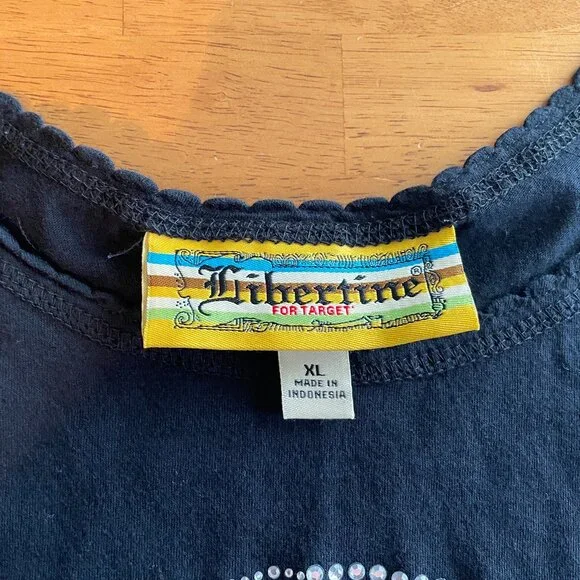 Libertine®
FOR TARGET
XL
MADE IN
INDONESIA